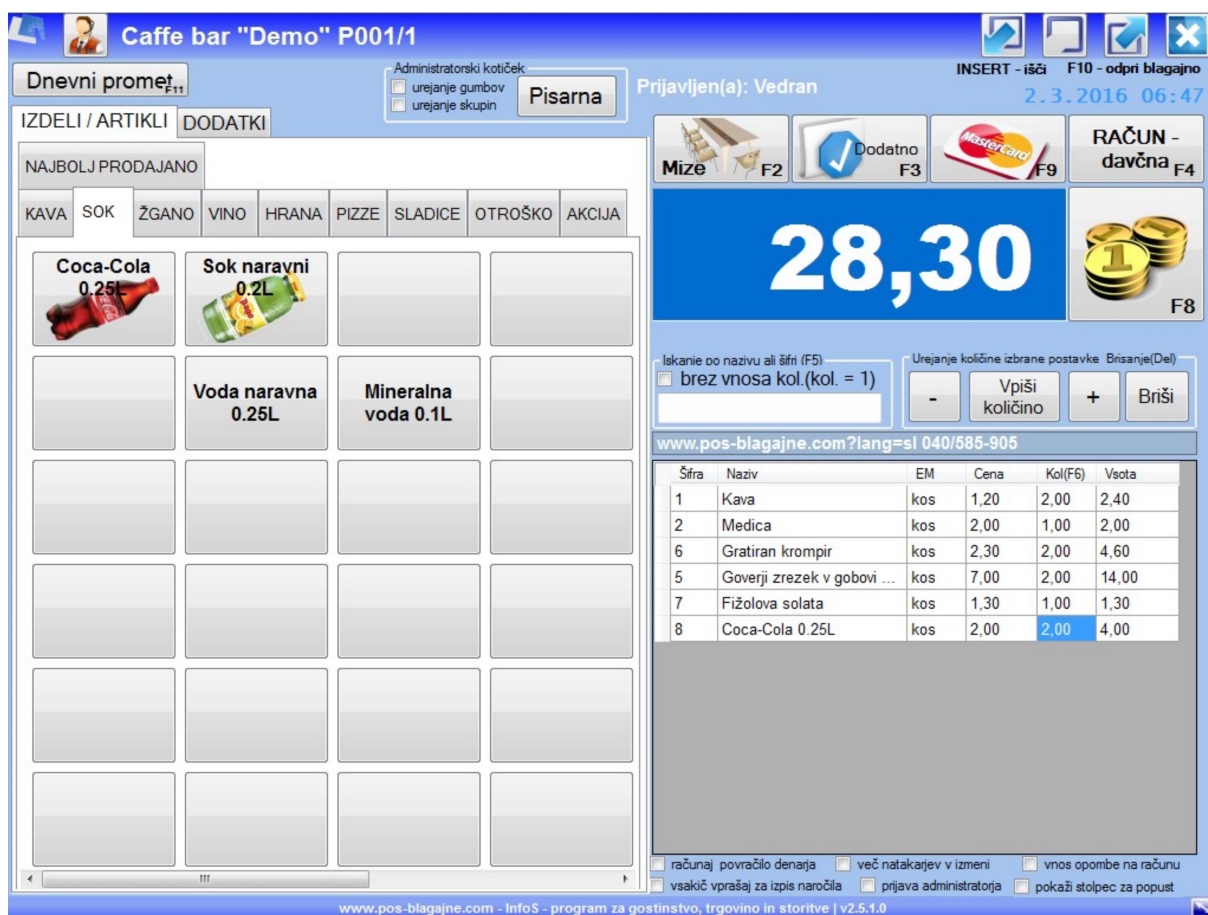 Caffe bar "Demo" P001/1
INSERT - išči F10 - odpri blagajno
Dnevni promet F11
Administratorski kotiček
urejanje gumbov
urejanje skupin
Pisarna
Prijavljen(a): Vedran
2.3.2016 06:47
IZDELI / ARTIKLI DODATKI
NAJBOLJ PRODAJANO
KAVA SOK ŽGANO VINO HRANA PIZZE SLADICE OTROŠKO AKCIJA
Mize F2
Dodatno F3
MasterCard F9
RAČUN -
davčna F4
28,30
F8
Coca-Cola
0.25L
Sok naravni
0.2L
Voda naravna
0.25L
Mineralna
voda 0.1L
Iskanje po nazivu ali šifri (F5)
brez vnosa kol.(kol. = 1)
Urejanje količine izbrane postavke Brisanje(Del)
-
Vpiši
količino
+
Briši
www.pos-blagajne.com?lang=sl 040/585-905
Šifra Naziv EM Cena Kol(F6) Vsota
1 Kava kos 1,20 2,00 2,40
2 Medica kos 2,00 1,00 2,00
6 Gratiran krompir kos 2,30 2,00 4,60
5 Goverji zrezek v gobovi ... kos 7,00 2,00 14,00
7 Fižolova solata kos 1,30 1,00 1,30
8 Coca-Cola 0.25L kos 2,00 2,00 4,00
računaj povračilo denarja več natakarjev v izmeni vnos opombe na računu
vsakič vprašaj za izpis naročila prijava administratorja pokaži stolpec za popust
www.pos-blagajne.com - InfoS - program za gostinstvo, trgovino in storitve | v2.5.1.0